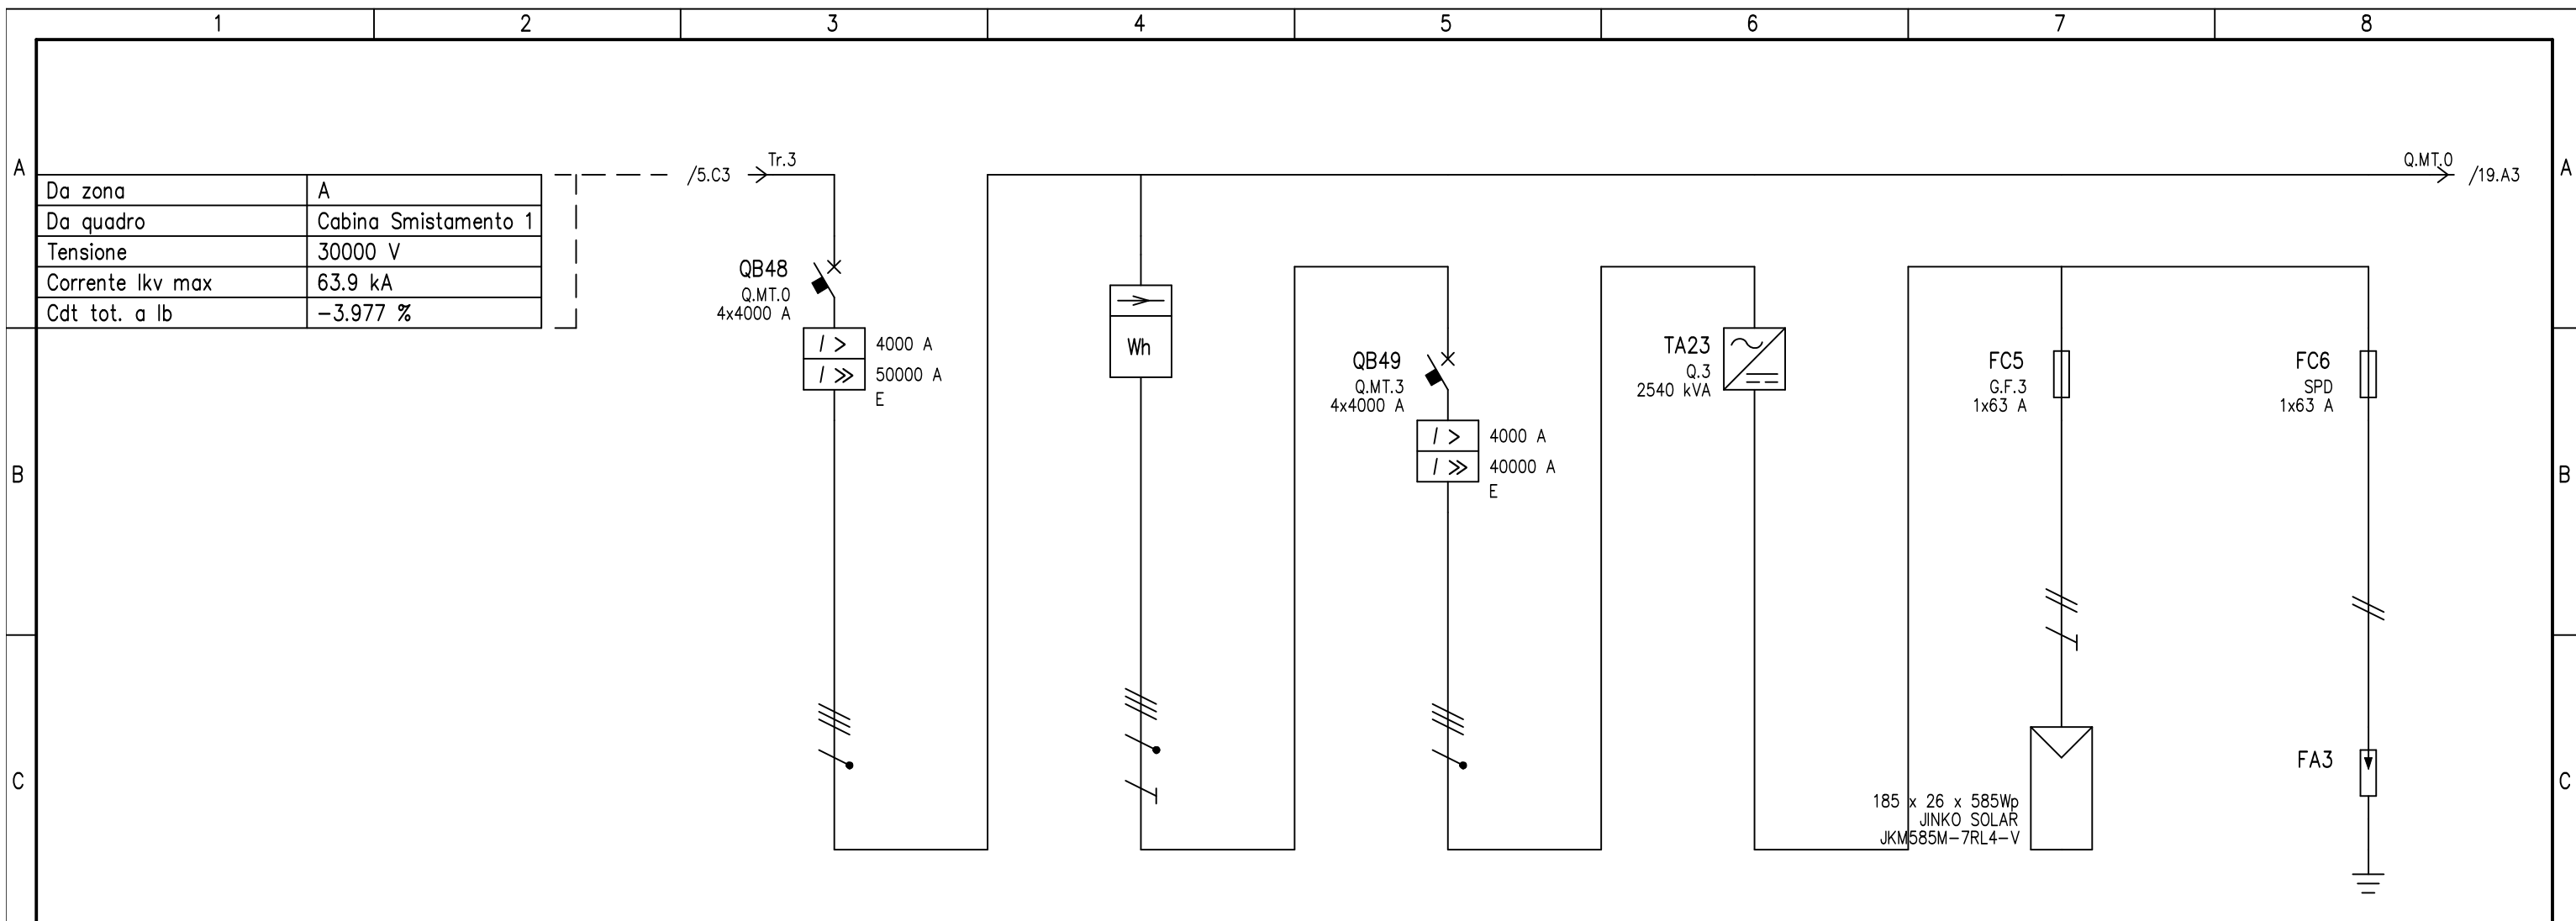 1 2 3 4 5 6 7 8
A
Tr.3
/5.C3
Q.MT.0
/19.A3
A
Da zona A
Da quadro Cabina Smistamento 1
Tensione 30000 V
Corrente Ikv max 63.9 kA
Cdt tot. a Ib -3.977 %
QB48
Q.MT.0
4x4000 A
I > 4000 A
I >> 50000 A
E
Wh
QB49
Q.MT.3
4x4000 A
I > 4000 A
I >> 40000 A
E
TA23
Q.3
2540 kVA
FC5
G.F.3
1x63 A
FC6
SPD
1x63 A
B
B
C
185 x 26 x 585Wp
JINKO SOLAR
JKM585M-7RL4-V
FA3
C